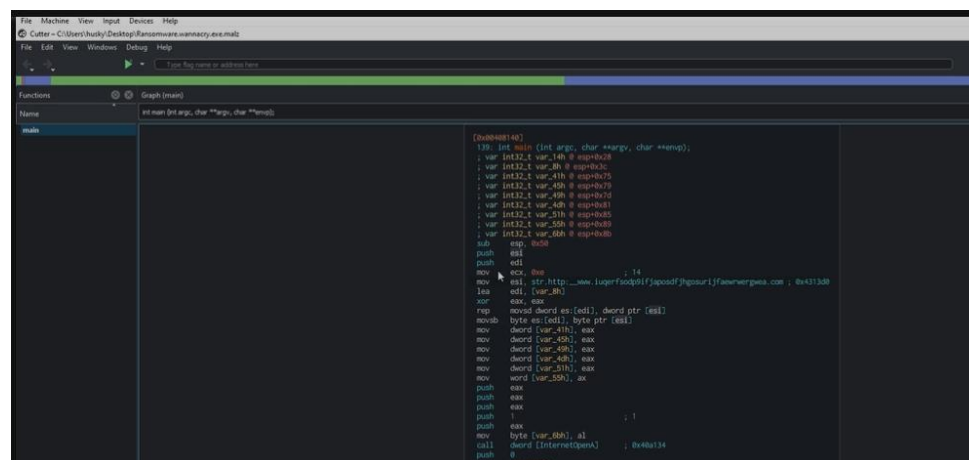 File Machine View Input Devices Help
Cutter – C:\Users\husky\Desktop\Ransomware.wannacry.exe.malz
File Edit View Windows Debug Help
Type flag name or address here
Functions
Graph (main)
Name
int main (int argc, char **argv, char **envp);
main
[0x00408140]
139: int main (int argc, char **argv, char **envp);
; var int32_t var_14h @ esp+0x28
; var int32_t var_8h @ esp+0x3c
; var int32_t var_41h @ esp+0x75
; var int32_t var_45h @ esp+0x79
; var int32_t var_49h @ esp+0x7d
; var int32_t var_4dh @ esp+0x81
; var int32_t var_51h @ esp+0x85
; var int32_t var_55h @ esp+0x89
; var int32_t var_6bh @ esp+0x8b
sub esp, 0x50
push esi
push edi
mov ecx, 0xe ; 14
mov esi, str.http:__www.iuqerfsodp9ifjaposdfjhgosurijfaewrwergwea.com ; 0x4313d0
lea edi, [var_8h]
xor eax, eax
rep movsd dword es:[edi], dword ptr [esi]
movsb byte es:[edi], byte ptr [esi]
mov dword [var_41h], eax
mov dword [var_45h], eax
mov dword [var_49h], eax
mov dword [var_4dh], eax
mov dword [var_51h], eax
mov word [var_55h], ax
push eax
push eax
push eax
push 1 ; 1
push eax
mov byte [var_6bh], al
call dword [InternetOpenA] ; 0x40a134
push 0